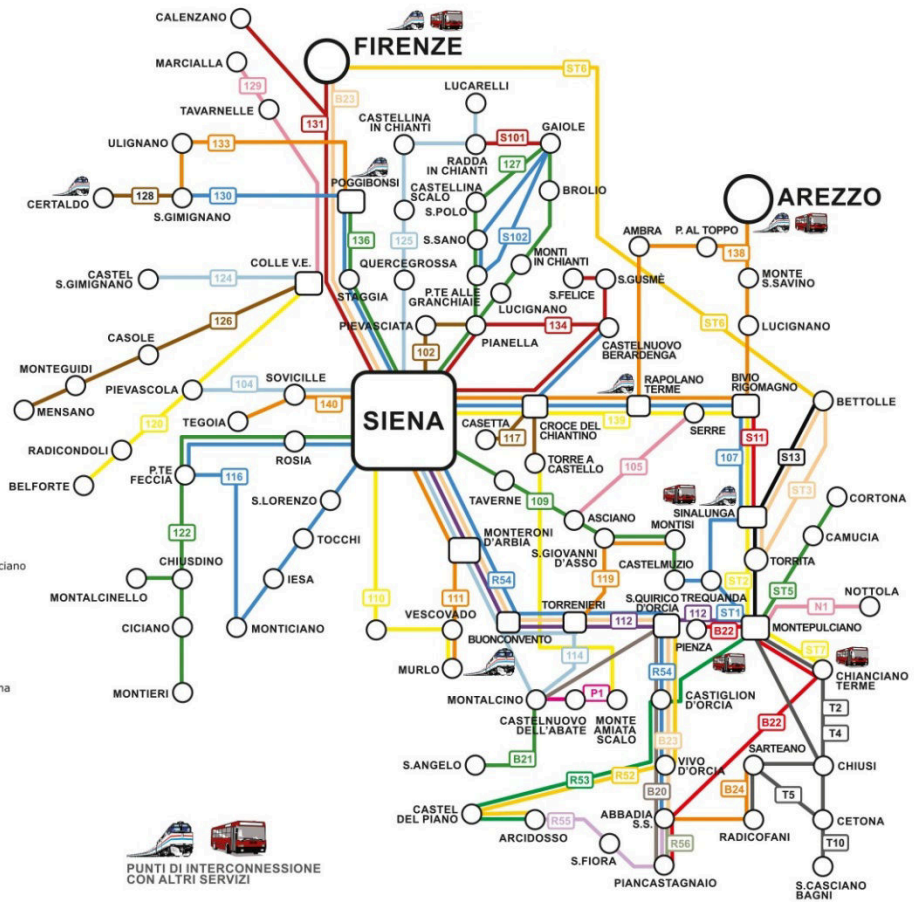 CALENZANO
FIRENZE
MARCIALLA
129
B23
ST6
LUCARELLI
TAVARNELLE
131
CASTELLINA
IN CHIANTI
S101
GAIOLE
ULIGNANO
133
RADDA
IN CHIANTI
127
POGGIBONSI
CASTELLINA
SCALO
BROLIO
AREZZO
CERTALDO
128
130
S.GIMIGNANO
S.POLO
136
125
S.SANO
S102
AMBRA
P. AL TOPPO
138
COLLE V.E.
QUERCEGROSSA
MONTI
IN CHIANTI
CASTEL
S.GIMIGNANO
124
STAGGIA
P.TE ALLE
GRANCHIAIE
S.FELICE
S.GUSMÈ
MONTE
S.SAVINO
126
LUCIGNANO
ST6
PIEVASCIATA
134
LUCIGNANO
CASOLE
102
PIANELLA
CASTELNUOVO
BERARDENGA
MONTEGUIDI
PIEVASCOLA
104
SOVICILLE
RAPOLANO
TERME
BIVIO
RIGOMAGNO
BETTOLLE
MENSANO
140
SIENA
120
TEGOIA
CASETTA
117
CROCE DEL
CHIANTINO
139
SERRE
S11
RADICONDOLI
ROSIA
TORRE A
CASTELLO
105
107
S13
BELFORTE
P.TE
FECCIA
116
TAVERNE
109
ST3
S.LORENZO
SINALUNGA
CORTONA
ASCIANO
MONTISI
122
MONTERONI
D'ARBIA
CAMUCIA
TOCCHI
S.GIOVANNI
D'ASSO
ciano
CHIUSDINO
CASTELMUZIO
TORRITA
IESA
R54
119
ST2
ST5
MONTALCINELLO
110
111
TORRENIERI
S.QUIRICO
D'ORCIA
TREQUANDA
NOTTOLA
CICIANO
VESCOVADO
112
112
ST1
N1
MONTICIANO
BUONCONVENTO
B22
MONTEPULCIANO
114
PIENZA
ST7
MURLO
R54
na
MONTIERI
MONTALCINO
P1
CASTIGLION
D'ORCIA
CHIANCIANO
TERME
CASTELNUOVO
DELL'ABATE
MONTE
AMIATA
SCALO
T2
B23
B22
T4
S.ANGELO
B21
SARTEANO
R53
R52
VIVO
D'ORCIA
CHIUSI
B20
B24
T5
CASTEL
DEL PIANO
ABBADIA
S.S.
CETONA
R55
ARCIDOSSO
R56
RADICOFANI
T10
S.FIORA
PUNTI DI INTERCONNESSIONE
CON ALTRI SERVIZI
PIANCASTAGNAIO
S.CASCIANO
BAGNI